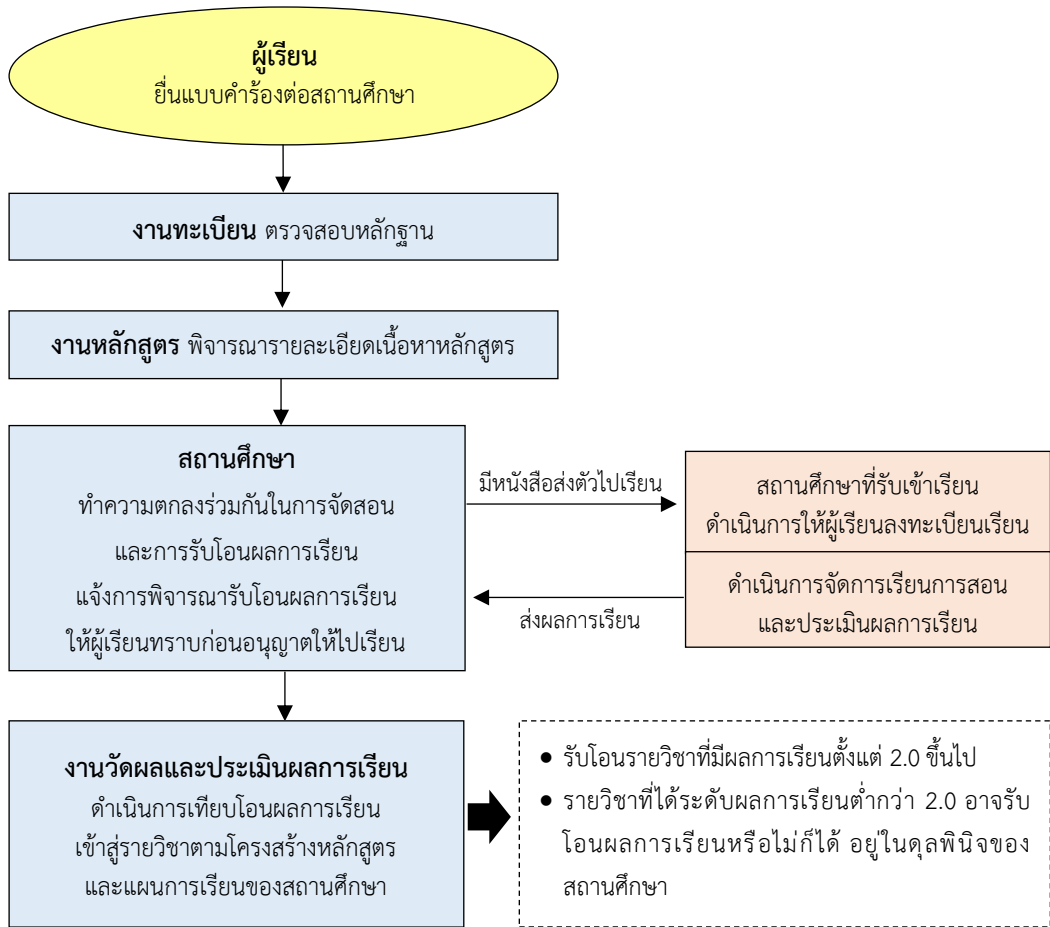 ผู้เรียน
ยื่นแบบคำร้องต่อสถานศึกษา
งานทะเบียน ตรวจสอบหลักฐาน
งานหลักสูตร พิจารณารายละเอียดเนื้อหาหลักสูตร
สถานศึกษา
ทำความตกลงร่วมกันในการจัดสอน
และการรับโอนผลการเรียน
แจ้งการพิจารณารับโอนผลการเรียน
ให้ผู้เรียนทราบก่อนอนุญาตให้ไปเรียน
มีหนังสือส่งตัวไปเรียน
สถานศึกษาที่รับเข้าเรียน
ดำเนินการให้ผู้เรียนลงทะเบียนเรียน
ดำเนินการจัดการเรียนการสอน
และประเมินผลการเรียน
ส่งผลการเรียน
งานวัดผลและประเมินผลการเรียน
ดำเนินการเทียบโอนผลการเรียน
เข้าสู่รายวิชาตามโครงสร้างหลักสูตร
และแผนการเรียนของสถานศึกษา
● รับโอนรายวิชาที่มีผลการเรียนตั้งแต่ 2.0 ขึ้นไป
● รายวิชาที่ได้ระดับผลการเรียนต่ำกว่า 2.0 อาจรับ
โอนผลการเรียนหรือไม่ก็ได้ อยู่ในดุลพินิจของ
สถานศึกษา